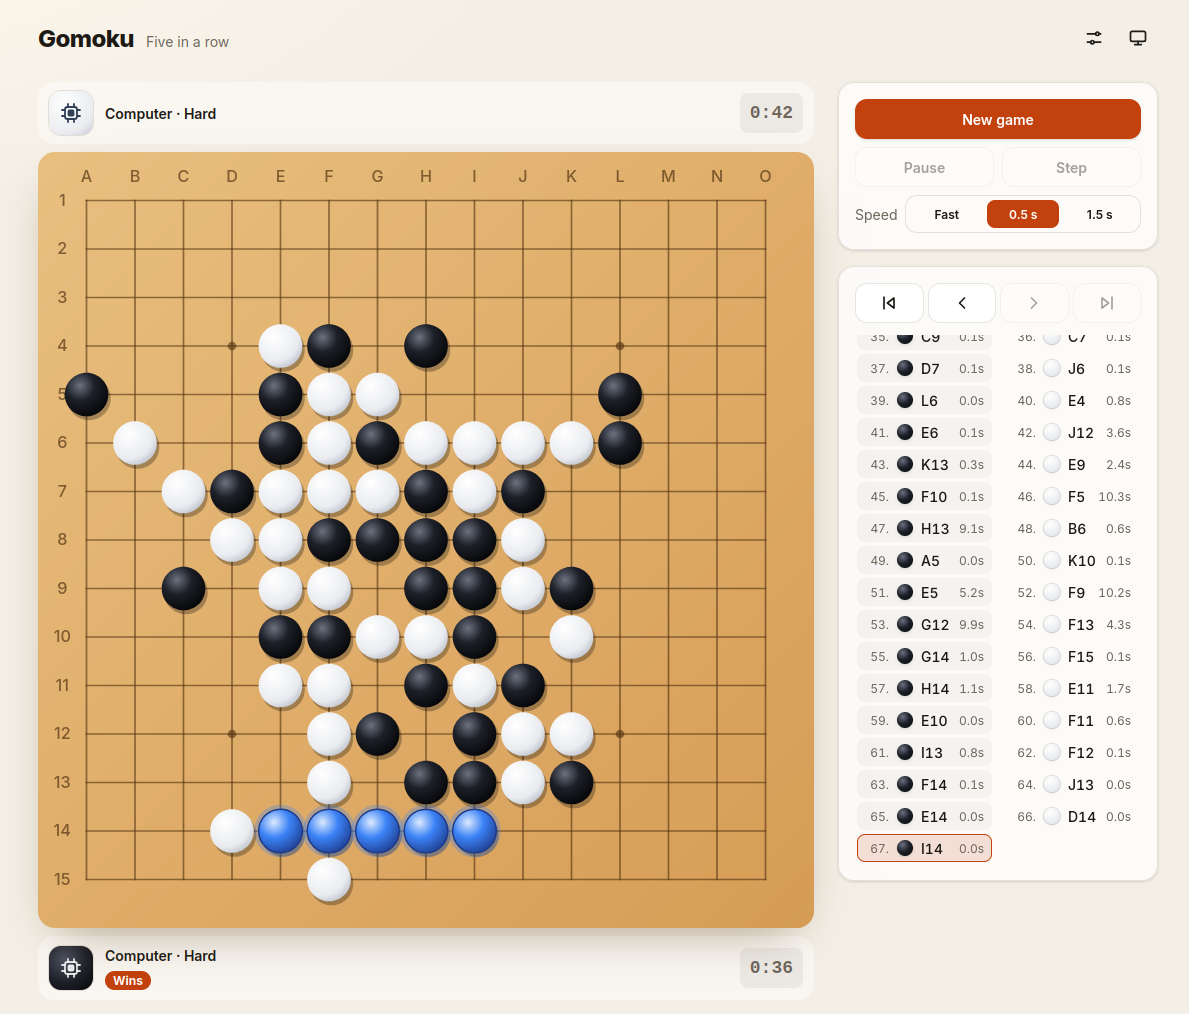 Gomoku Five in a row
Computer · Hard 0:42
New game
Pause Step
Speed Fast 0.5 s 1.5 s
A B C D E F G H I J K L M N O
1
2
3
4
5
6
7
8
9
10
11
12
13
14
15
35. C9 0.1s 36. C7 0.1s
37. D7 0.1s 38. J6 0.1s
39. L6 0.0s 40. E4 0.8s
41. E6 0.1s 42. J12 3.6s
43. K13 0.3s 44. E9 2.4s
45. F10 0.1s 46. F5 10.3s
47. H13 9.1s 48. B6 0.6s
49. A5 0.0s 50. K10 0.1s
51. E5 5.2s 52. F9 10.2s
53. G12 9.9s 54. F13 4.3s
55. G14 1.0s 56. F15 0.1s
57. H14 1.1s 58. E11 1.7s
59. E10 0.0s 60. F11 0.6s
61. I13 0.8s 62. F12 0.1s
63. F14 0.1s 64. J13 0.0s
65. E14 0.0s 66. D14 0.0s
67. I14 0.0s
Computer · Hard
Wins
0:36